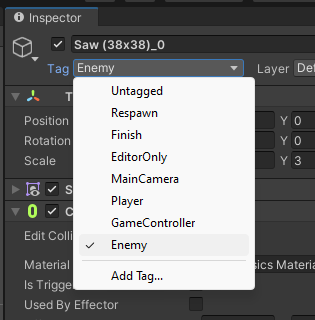 Inspector
Saw (38x38)_0
Tag Enemy Layer Def
Untagged
Respawn
Position Y 0
Finish
Rotation Y 0
EditorOnly
Scale Y 3
MainCamera
Player
GameController
Edit Colli
Enemy
Material sics Materia
Is Trigge
Add Tag...
Used By Effector